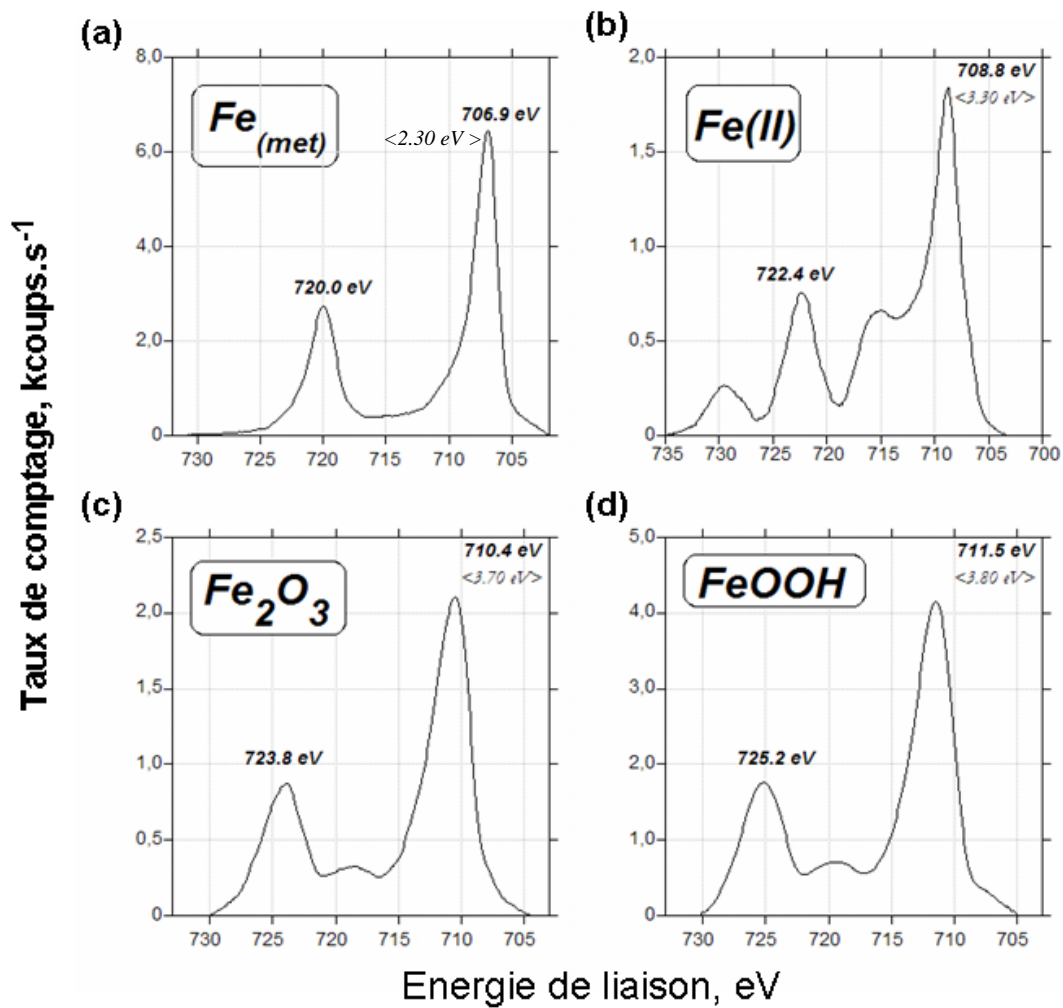 (a)
8,0
6,0
4,0
2,0
0
Fe(met)
706.9 eV
<2.30 eV >
720.0 eV
730 725 720 715 710 705
(b)
2,0
1,5
1,0
0,5
0
Fe(II)
708.8 eV
<3.30 eV>
722.4 eV
735 730 725 720 715 710 705 700
(c)
2,5
2,0
1,5
1,0
0,5
0
Fe2O3
710.4 eV
<3.70 eV>
723.8 eV
730 725 720 715 710 705
(d)
5,0
4,0
3,0
2,0
1,0
0
FeOOH
711.5 eV
<3.80 eV>
725.2 eV
730 725 720 715 710 705
Taux de comptage, kcoups.s-1
Energie de liaison, eV